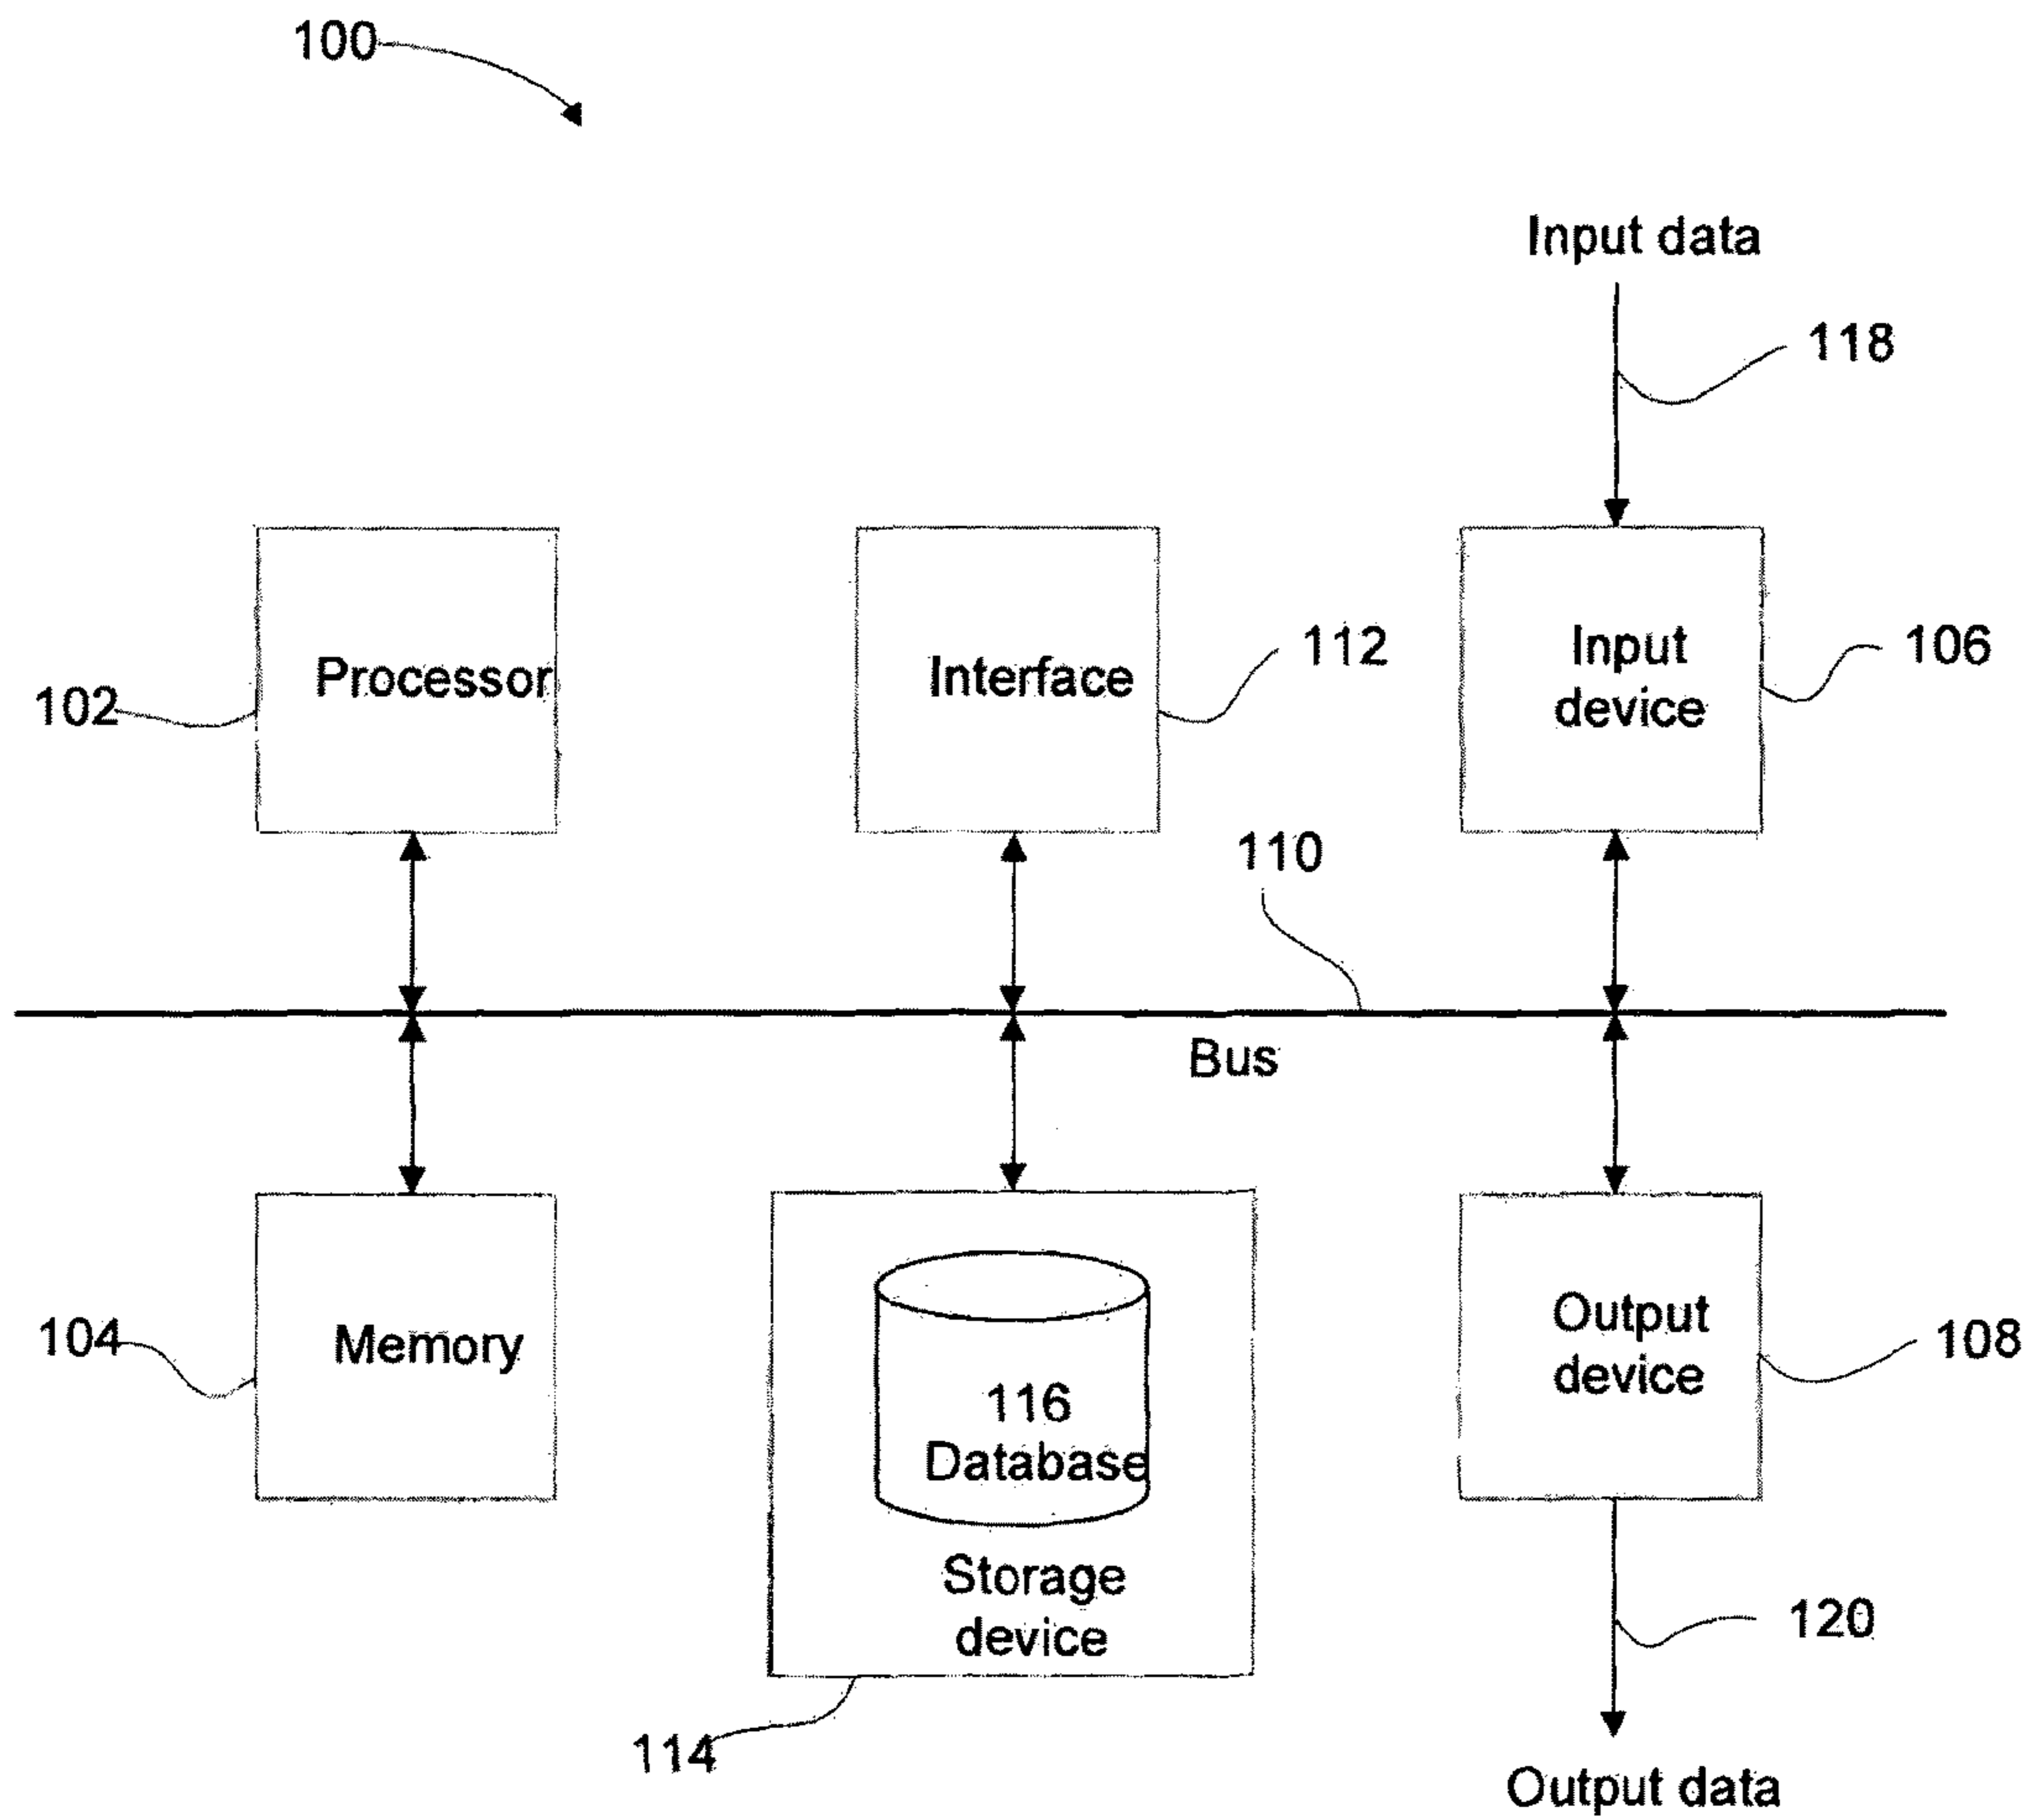 100
Input data
118
Processor
102
Interface
112
Input
device
106
110
Bus
Memory
104
116
Database
Storage
device
114
Output
device
108
120
Output data